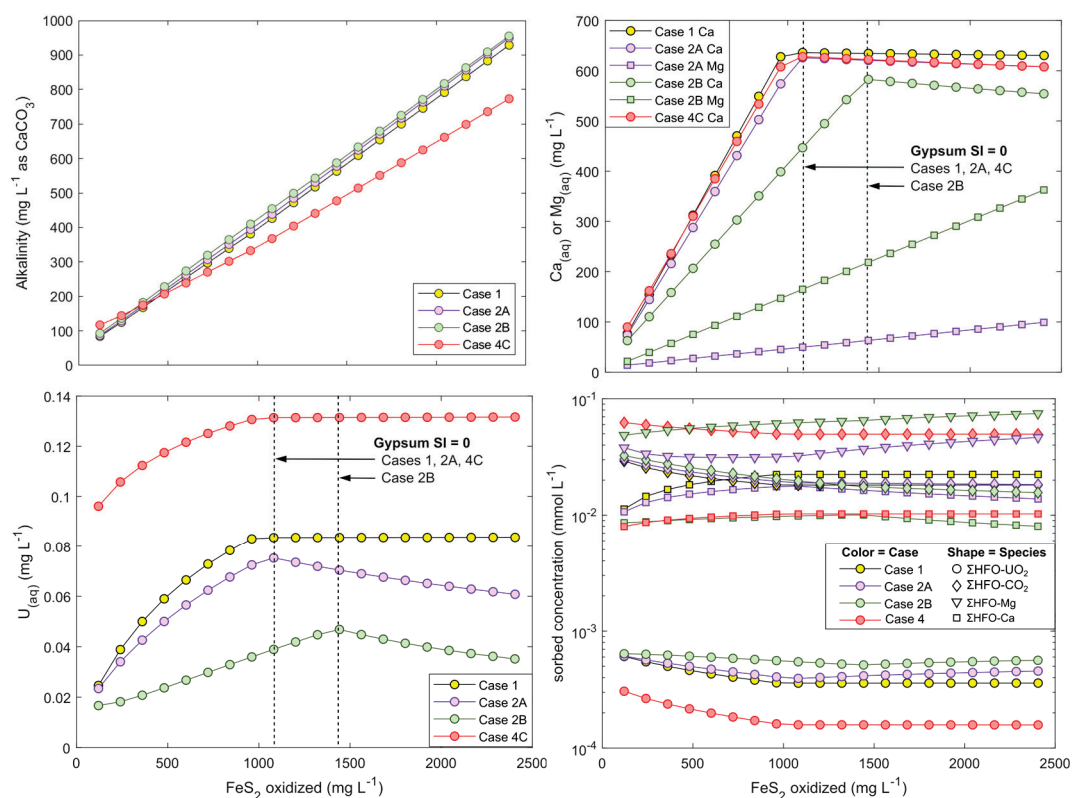 1000
900
800
700
600
500
400
300
200
100
0
Alkalinity (mg L⁻¹ as CaCO₃)
Case 1
Case 2A
Case 2B
Case 4C
700
600
500
400
300
200
100
0
Ca(aq) or Mg(aq) (mg L⁻¹)
Case 1 Ca
Case 2A Ca
Case 2A Mg
Case 2B Ca
Case 2B Mg
Case 4C Ca
Gypsum SI = 0
Cases 1, 2A, 4C
Case 2B
0.14
0.12
0.1
0.08
0.06
0.04
0.02
0
U(aq) (mg L⁻¹)
Gypsum SI = 0
Cases 1, 2A, 4C
Case 2B
Case 1
Case 2A
Case 2B
Case 4C
0
500
1000
1500
2000
2500
FeS₂ oxidized (mg L⁻¹)
10⁻¹
10⁻²
10⁻³
10⁻⁴
sorbed concentration (mmol L⁻¹)
Color = Case Shape = Species
Case 1 ΣHFO-UO₂
Case 2A ΣHFO-CO₂
Case 2B ΣHFO-Mg
Case 4 ΣHFO-Ca
0
500
1000
1500
2000
2500
FeS₂ oxidized (mg L⁻¹)